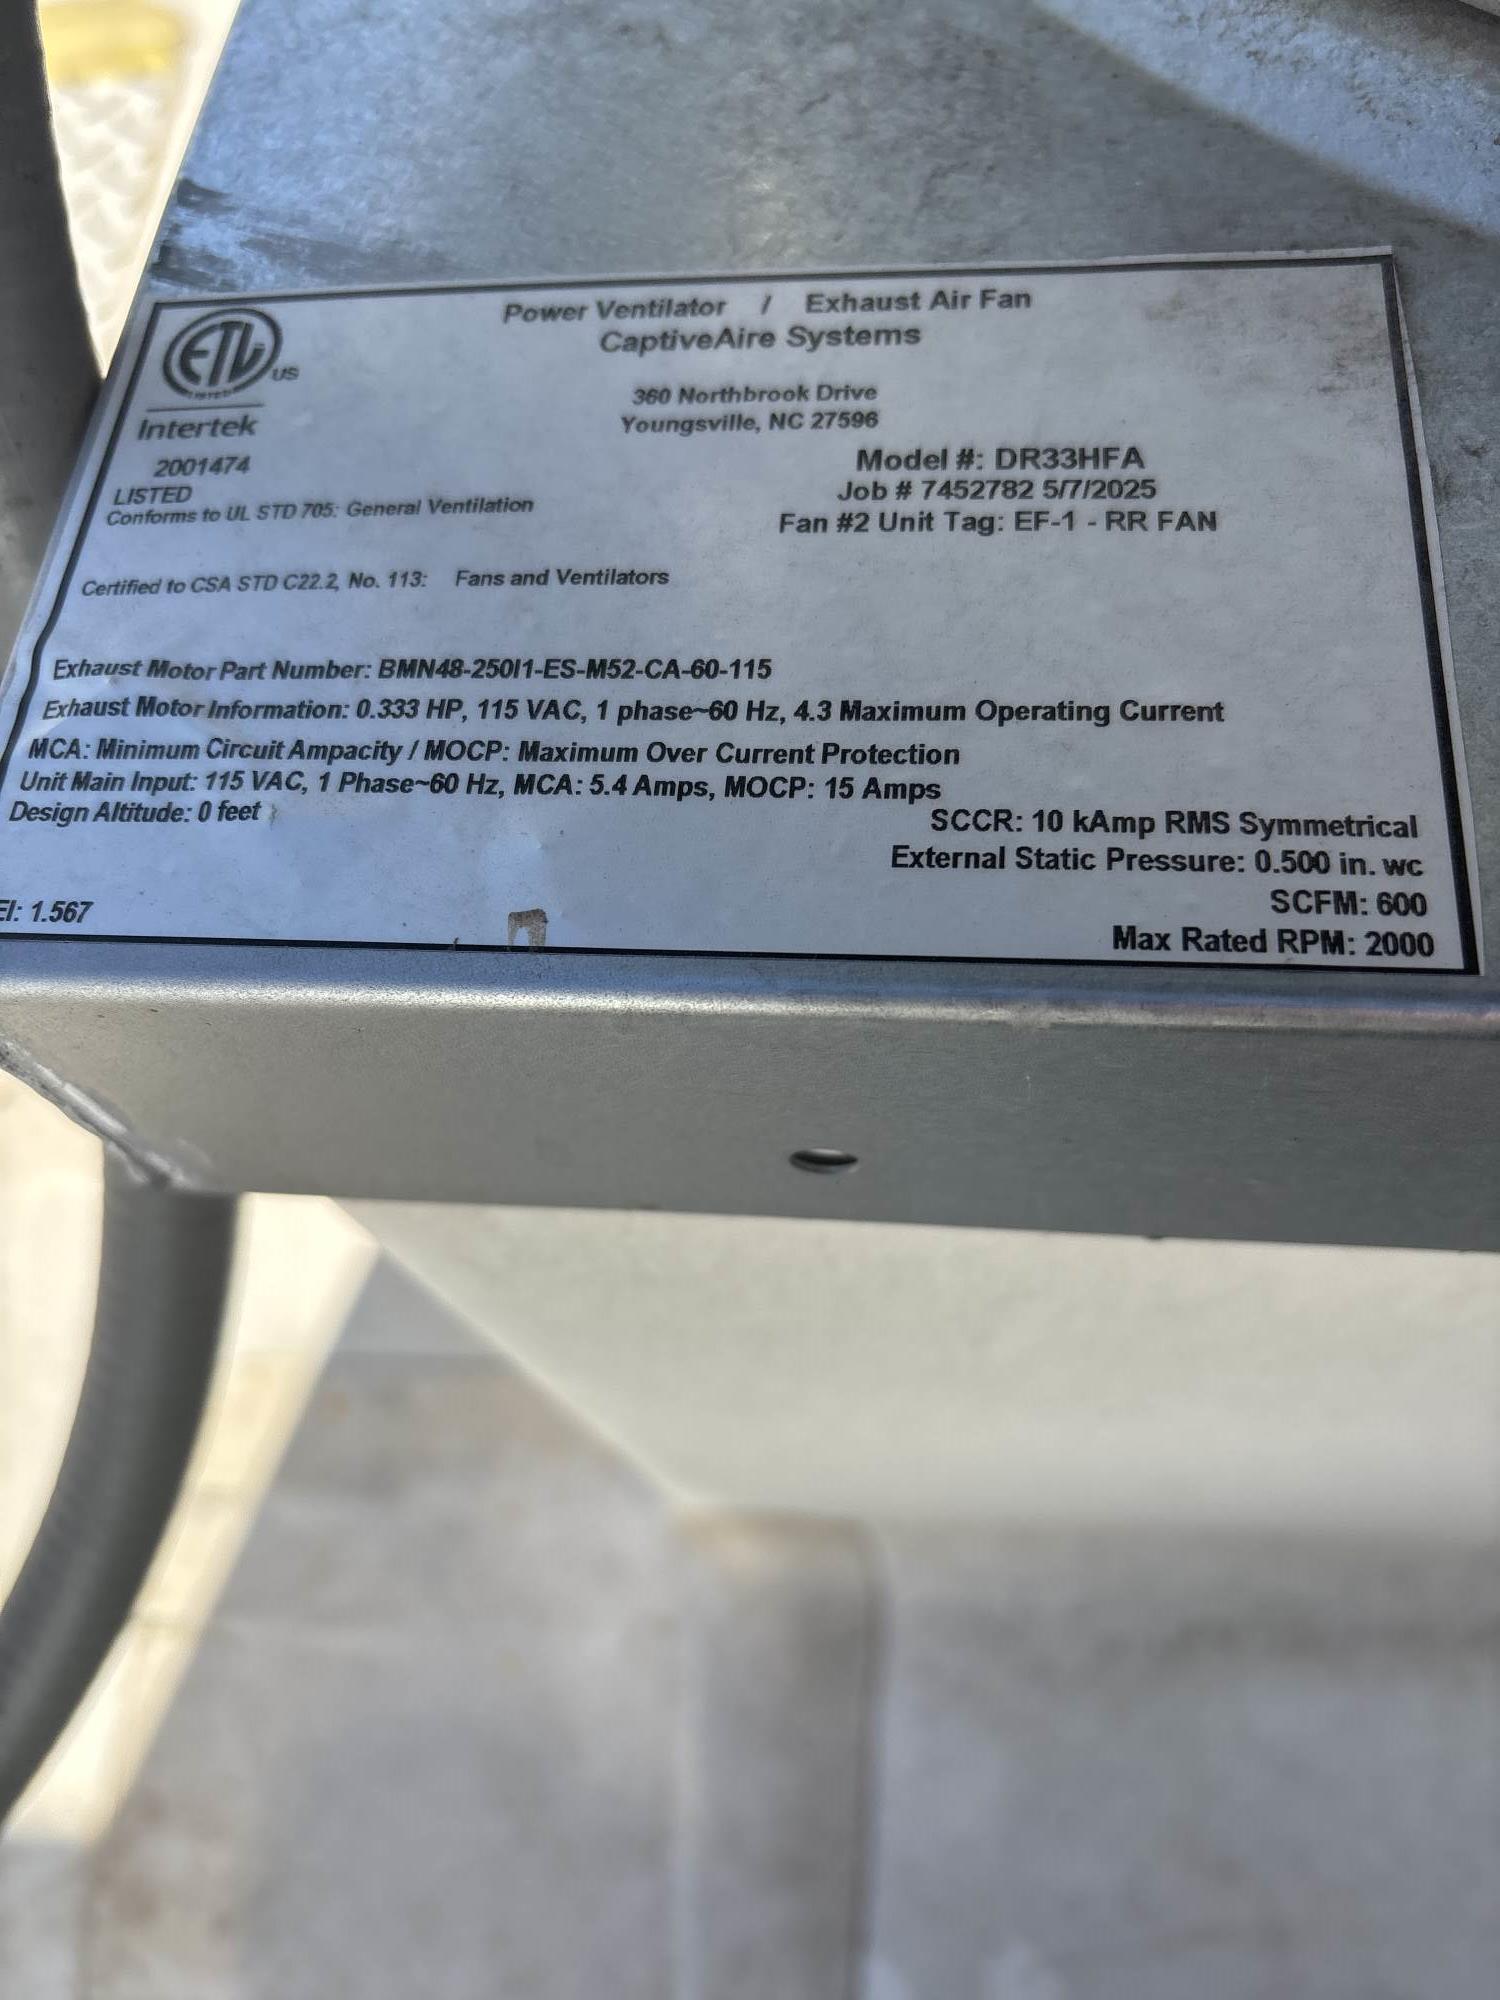 Power Ventilator / Exhaust Air Fan
CaptiveAire Systems
ETL US
LISTED
Intertek
360 Northbrook Drive
Youngsville, NC 27596
2001474
LISTED
Conforms to UL STD 705: General Ventilation
Model #: DR33HFA
Job # 7452782 5/7/2025
Fan #2 Unit Tag: EF-1 - RR FAN
Certified to CSA STD C22.2, No. 113: Fans and Ventilators
Exhaust Motor Part Number: BMN48-250I1-ES-M52-CA-60-115
Exhaust Motor Information: 0.333 HP, 115 VAC, 1 phase~60 Hz, 4.3 Maximum Operating Current
MCA: Minimum Circuit Ampacity / MOCP: Maximum Over Current Protection
Unit Main Input: 115 VAC, 1 Phase~60 Hz, MCA: 5.4 Amps, MOCP: 15 Amps
Design Altitude: 0 feet
SCCR: 10 kAmp RMS Symmetrical
External Static Pressure: 0.500 in. wc
SCFM: 600
EI: 1.567
Max Rated RPM: 2000